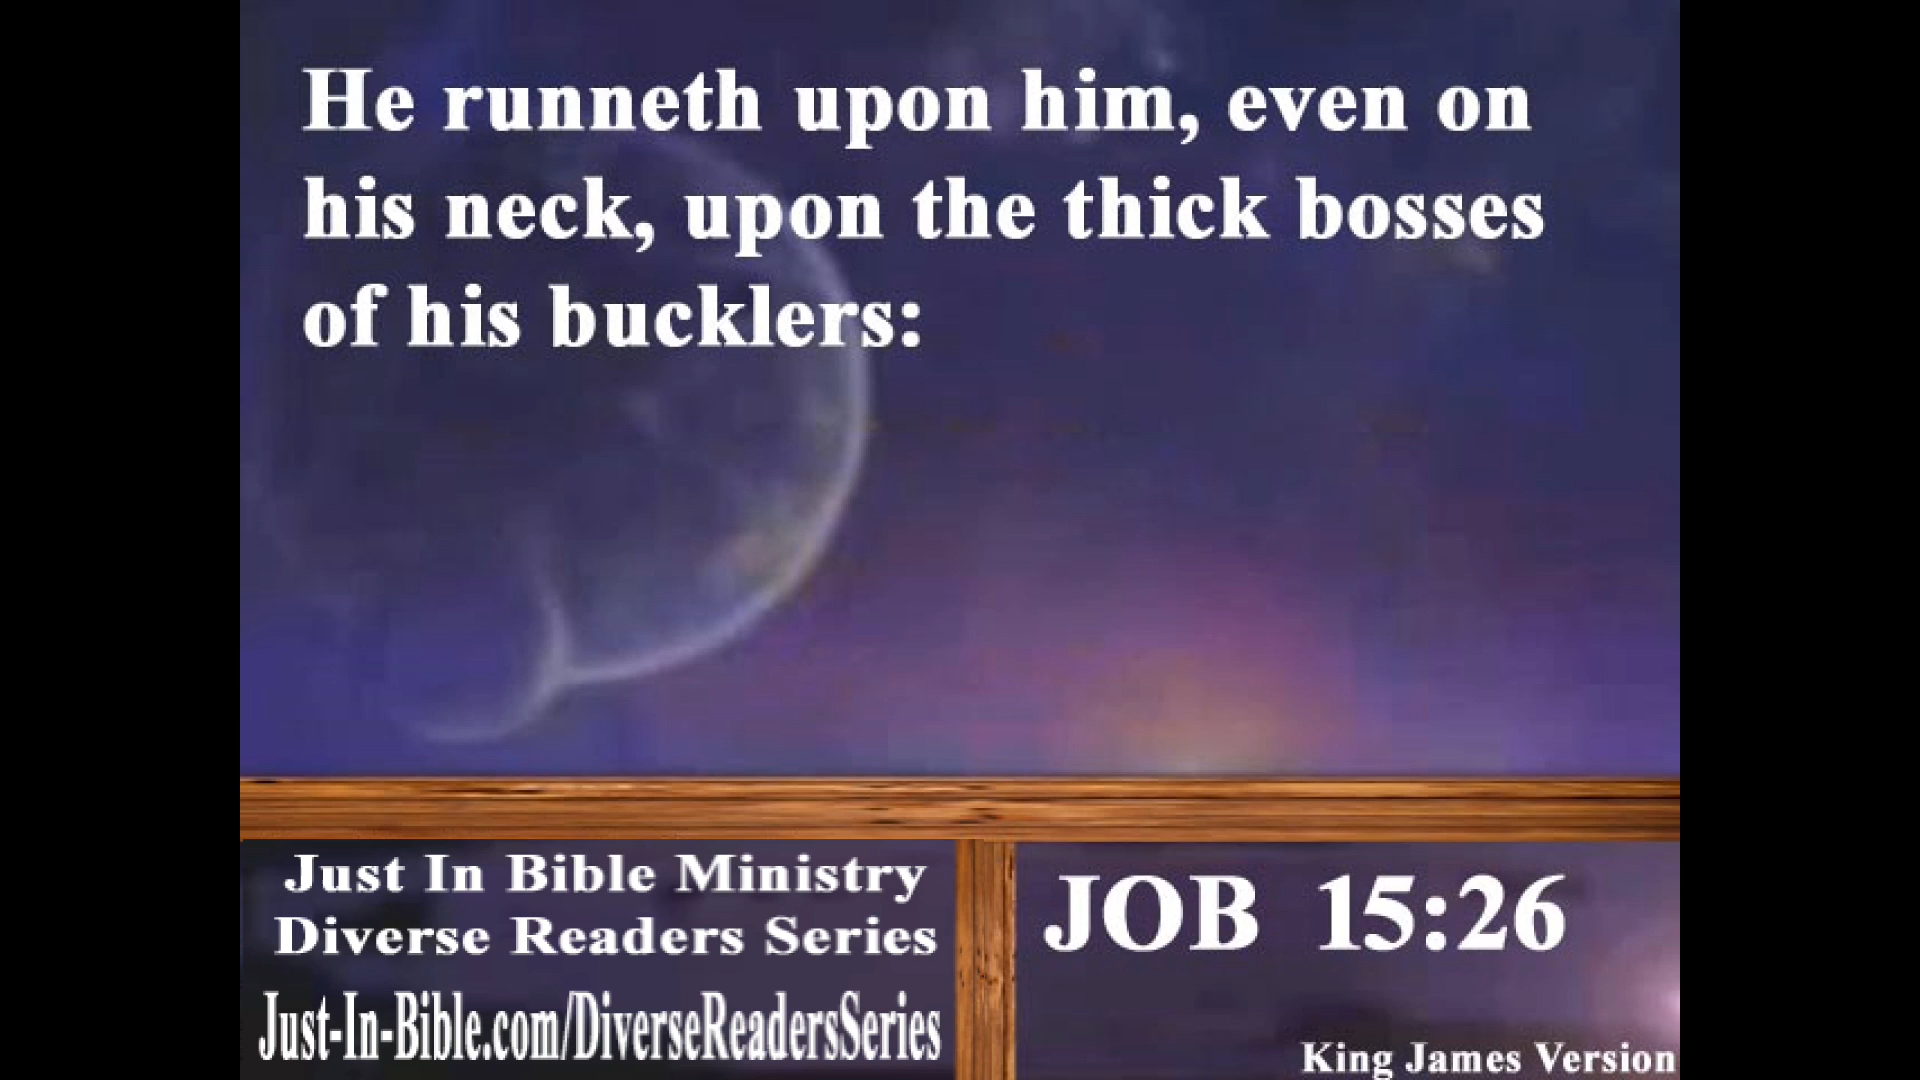 He runneth upon him, even on
his neck, upon the thick bosses
of his bucklers:
Just In Bible Ministry
Diverse Readers Series
Just-In-Bible.com/DiverseReadersSeries
JOB 15:26
King James Version